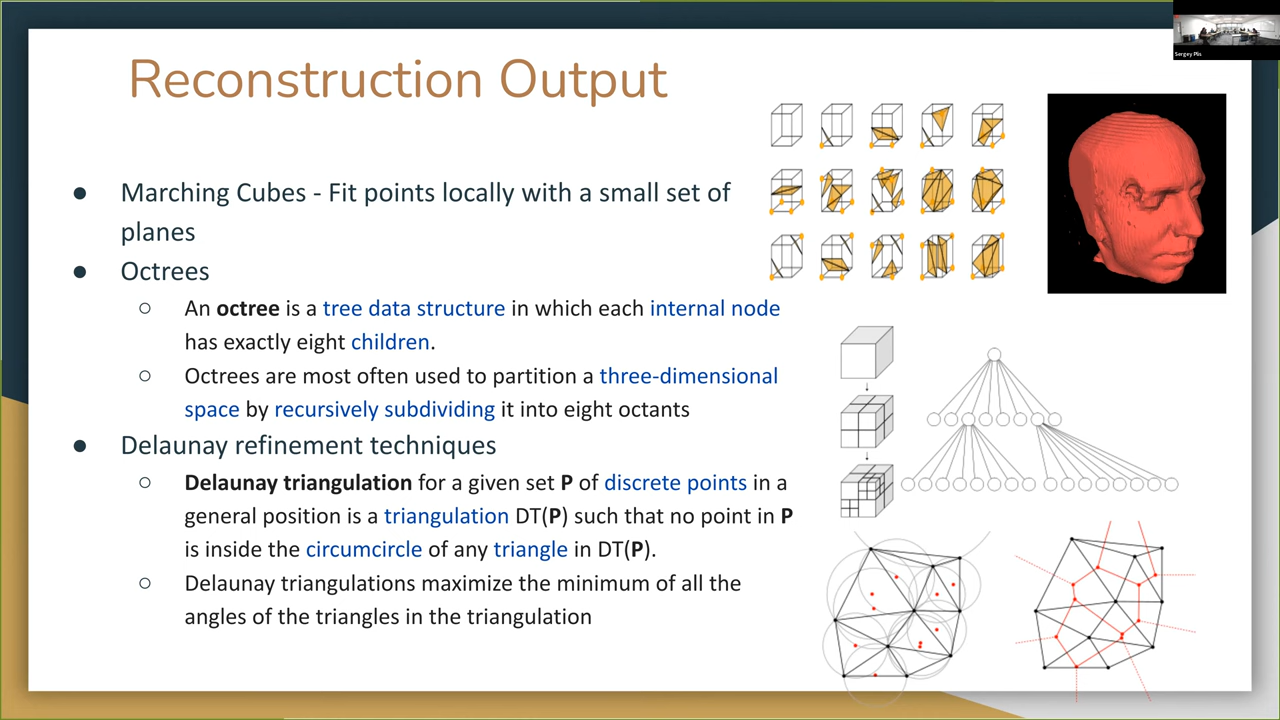 Sergey Plis
Reconstruction Output
● Marching Cubes - Fit points locally with a small set of
planes
● Octrees
○ An octree is a tree data structure in which each internal node
has exactly eight children.
○ Octrees are most often used to partition a three-dimensional
space by recursively subdividing it into eight octants
● Delaunay refinement techniques
○ Delaunay triangulation for a given set P of discrete points in a
general position is a triangulation DT(P) such that no point in P
is inside the circumcircle of any triangle in DT(P).
○ Delaunay triangulations maximize the minimum of all the
angles of the triangles in the triangulation